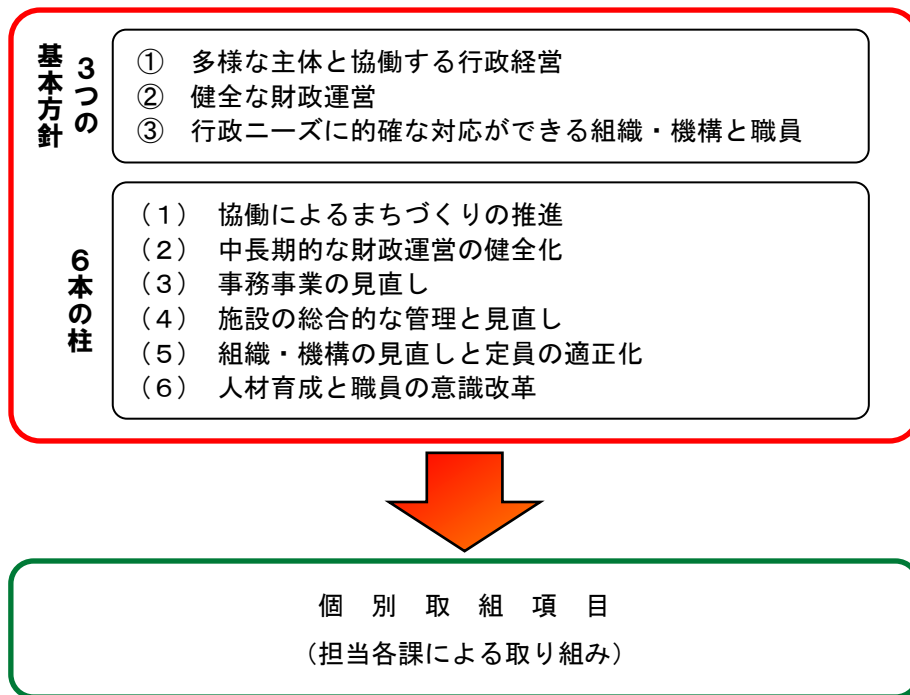 3つの
基本方針
① 多様な主体と協働する行政経営
② 健全な財政運営
③ 行政ニーズに的確な対応ができる組織・機構と職員
6本の柱
(1) 協働によるまちづくりの推進
(2) 中長期的な財政運営の健全化
(3) 事務事業の見直し
(4) 施設の総合的な管理と見直し
(5) 組織・機構の見直しと定員の適正化
(6) 人材育成と職員の意識改革
個 別 取 組 項 目
(担当各課による取り組み)